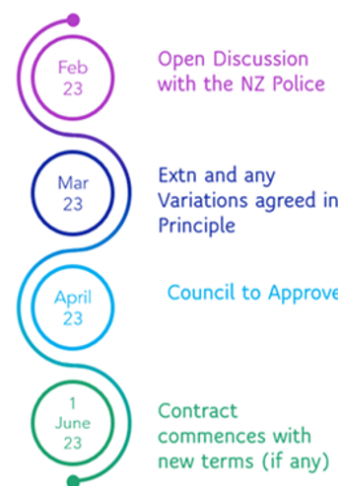 Feb
23
Open Discussion
with the NZ Police
Mar
23
Extn and any
Variations agreed in
Principle
April
23
Council to Approve
1
June
23
Contract
commences with
new terms (if any)